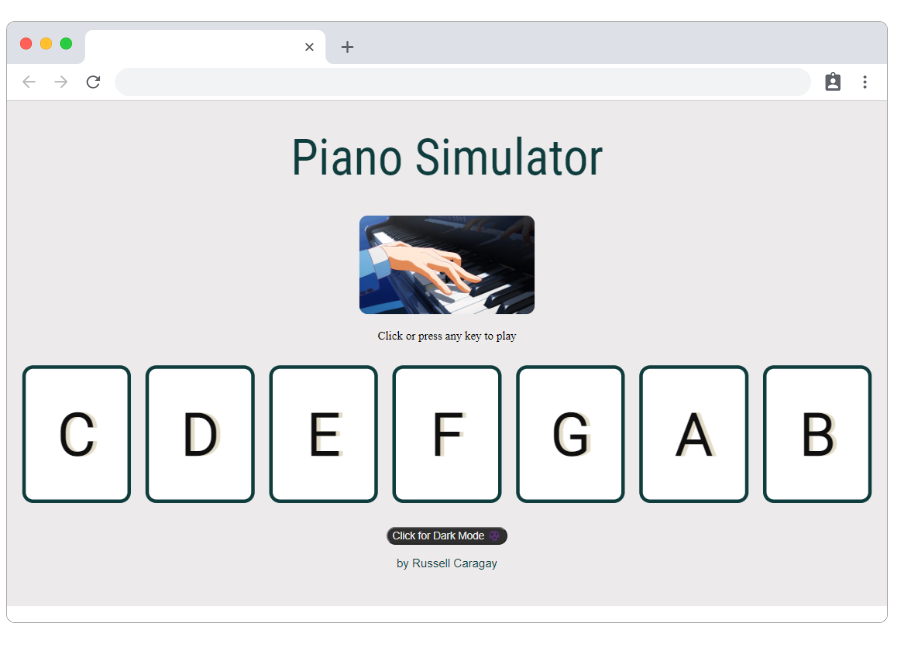 Piano Simulator
Click or press any key to play
C D E F G A B
Click for Dark Mode
by Russell Caragay